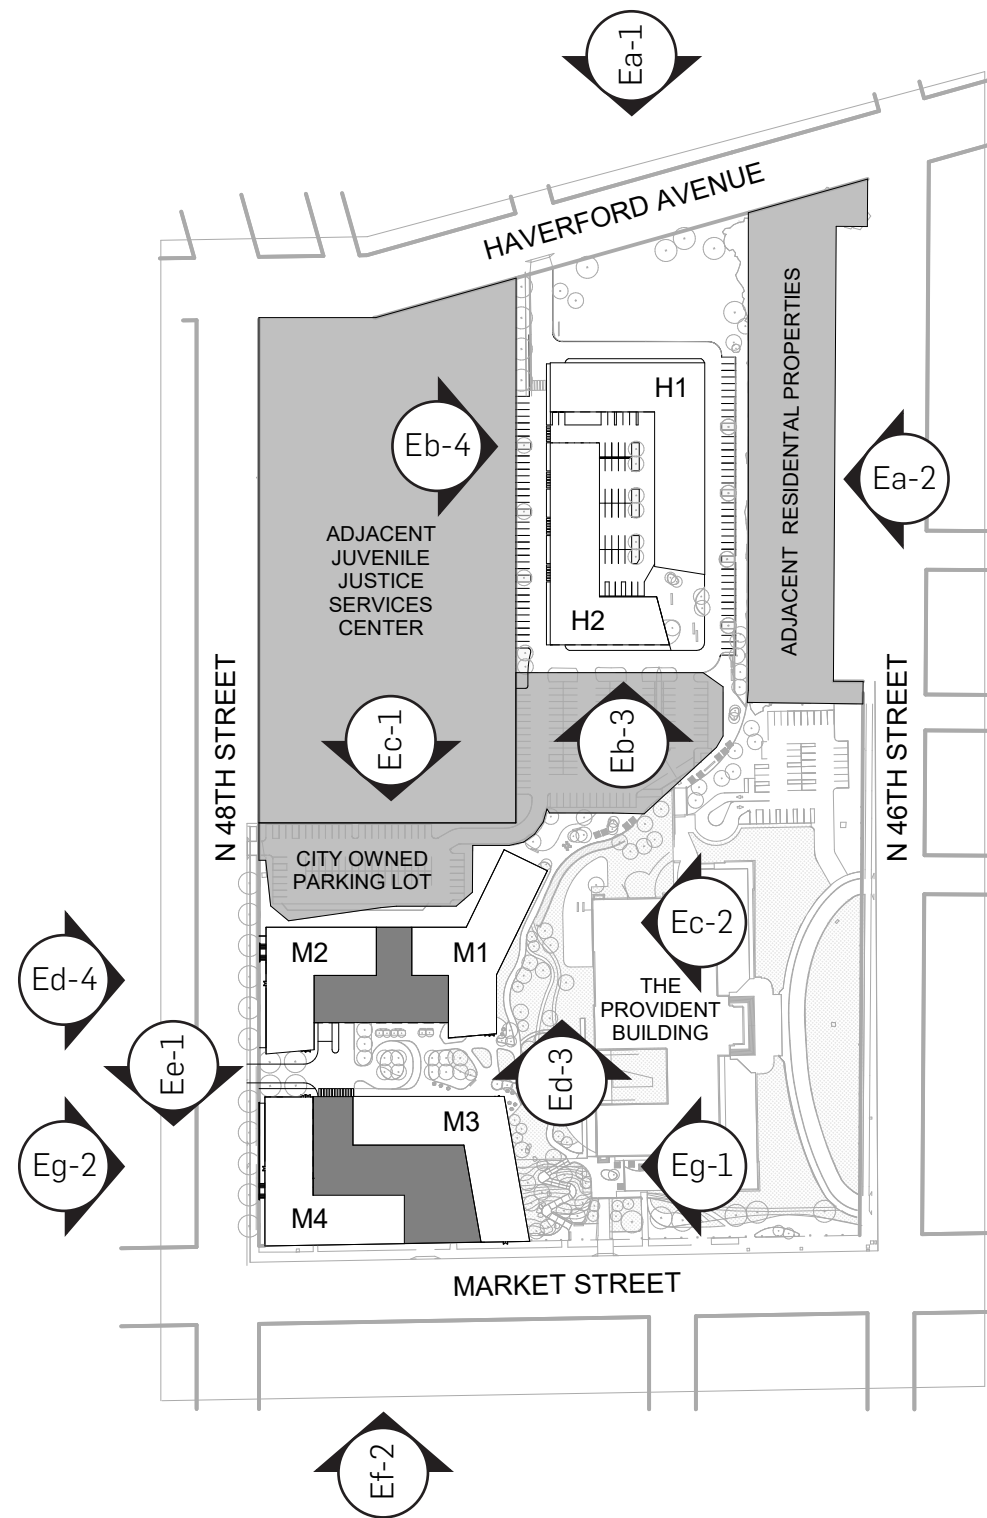 Ea-1
HAVERFORD AVENUE
H1
Eb-4
Ea-2
ADJACENT RESIDENTAL PROPERTIES
ADJACENT
JUVENILE
JUSTICE
SERVICES
CENTER
H2
N 48TH STREET
Ec-1
Eb-3
N 46TH STREET
CITY OWNED
PARKING LOT
M2
M1
Ec-2
Ed-4
THE
PROVIDENT
BUILDING
Ee-1
Ed-3
M3
Eg-2
Eg-1
M4
MARKET STREET
Ef-2